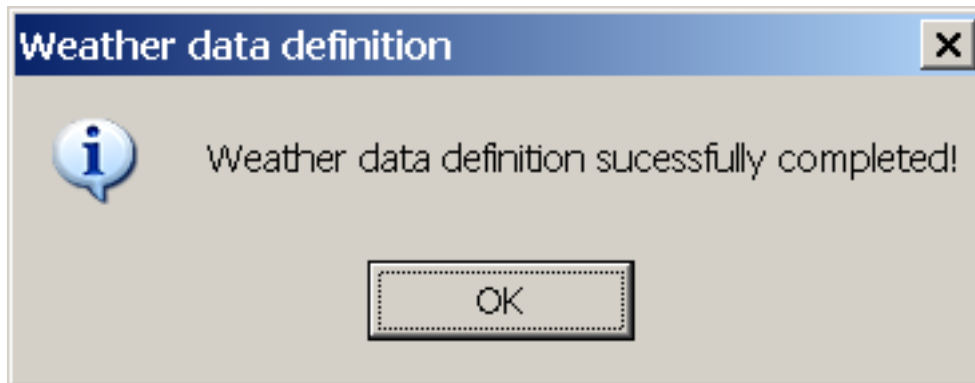 Weather data definition
Weather data definition sucessfully completed!
OK